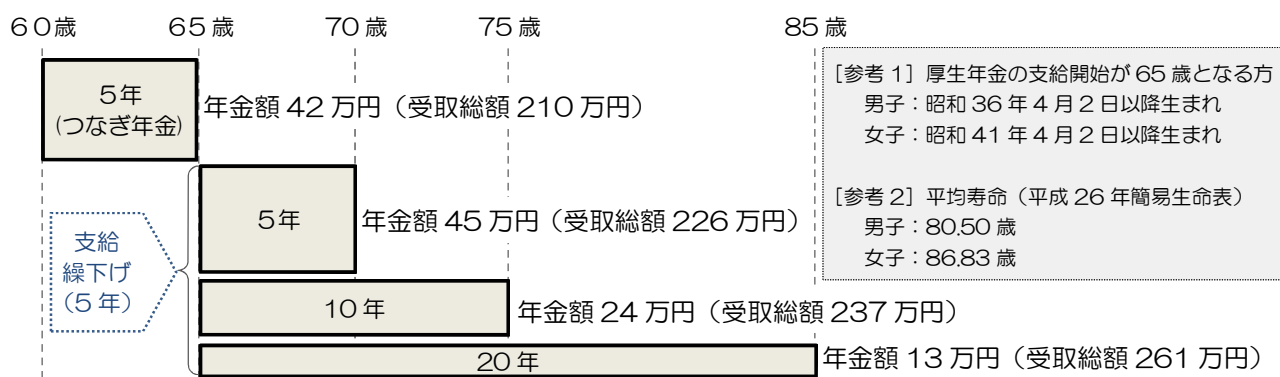 60歳 65歳 70歳 75歳 85歳
5年
(つなぎ年金)
年金額 42 万円（受取総額 210 万円）
5年
年金額 45 万円（受取総額 226 万円）
支給
繰下げ
（5 年）
10 年
年金額 24 万円（受取総額 237 万円）
20 年
年金額 13 万円（受取総額 261 万円）
［参考 1］厚生年金の支給開始が 65 歳となる方
男子：昭和 36 年 4 月 2 日以降生まれ
女子：昭和 41 年 4 月 2 日以降生まれ
［参考 2］平均寿命（平成 26 年簡易生命表）
男子：80.50 歳
女子：86.83 歳